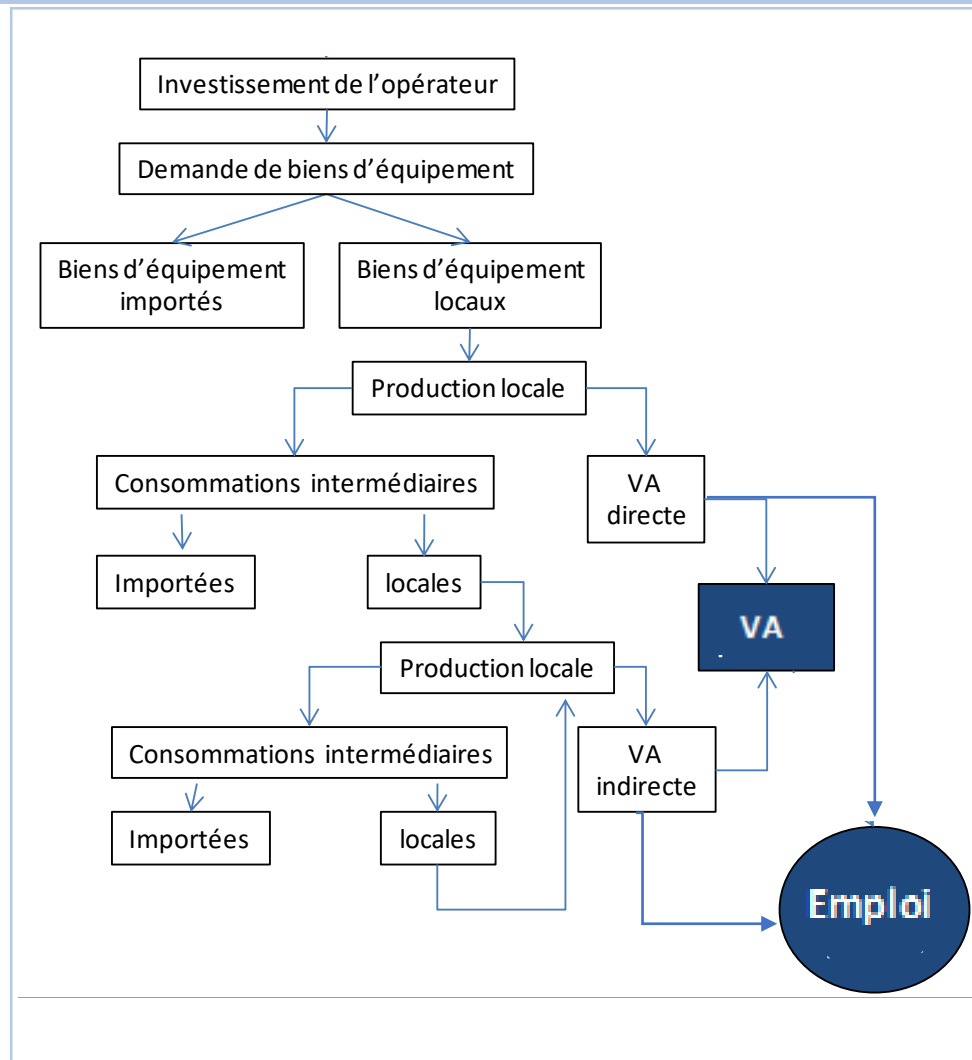 Investissement de l'opérateur
Demande de biens d'équipement
Biens d'équipement
importés
Biens d'équipement
locaux
Production locale
Consommations intermédiaires
VA
directe
Importées
locales
VA
Production locale
Consommations intermédiaires
VA
indirecte
Importées
locales
Emploi